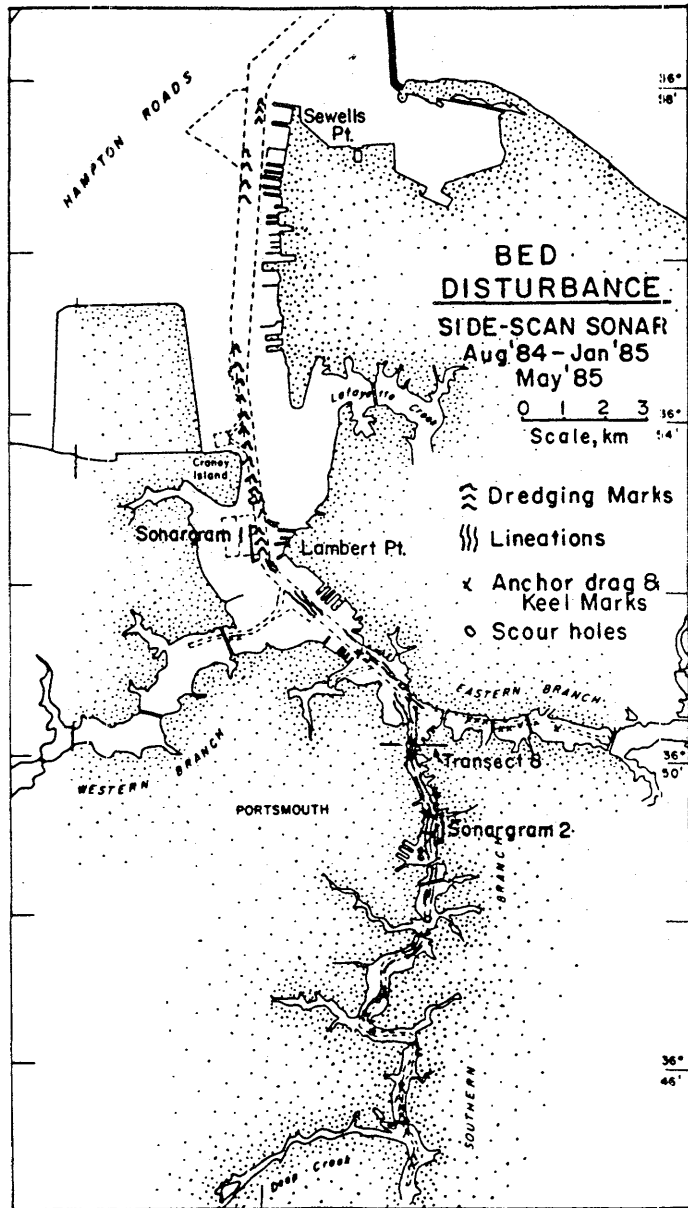 HAMPTON ROADS
Sewells
Pt.
36°
58'
BED
DISTURBANCE
SIDE-SCAN SONAR
Aug '84 - Jan '85
May '85
0 1 2 3
Scale, km
36°
54'
Lafayette Creek
Craney
Island
Sonargram 1
Lambert Pt.
Dredging Marks
Lineations
Anchor drag &
Keel Marks
Scour holes
EASTERN BRANCH
WESTERN BRANCH
Transect 8
36°
50'
PORTSMOUTH
Sonargram 2
SOUTHERN BRANCH
36°
46'
Deep Creek